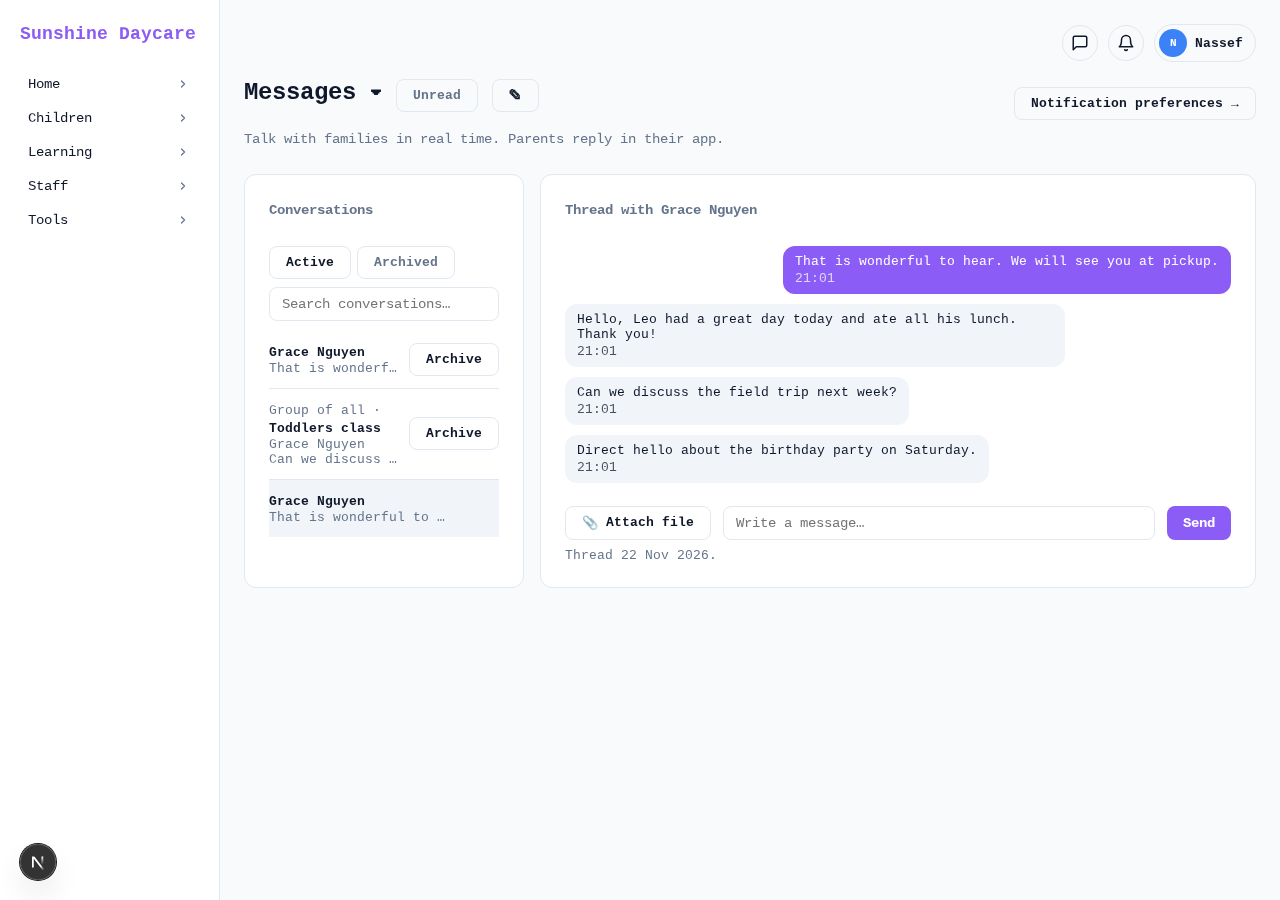 Sunshine Daycare
Home
Children
Learning
Staff
Tools
N
Nassef
Messages
Unread
Notification preferences →
Talk with families in real time. Parents reply in their app.
Conversations
Active
Archived
Search conversations…
Grace Nguyen
That is wonderf…
Archive
Group of all ·
Toddlers class
Grace Nguyen
Can we discuss …
Archive
Grace Nguyen
That is wonderful to …
Thread with Grace Nguyen
That is wonderful to hear. We will see you at pickup.
21:01
Hello, Leo had a great day today and ate all his lunch.
Thank you!
21:01
Can we discuss the field trip next week?
21:01
Direct hello about the birthday party on Saturday.
21:01
📎 Attach file
Write a message…
Send
Thread 22 Nov 2026.
N